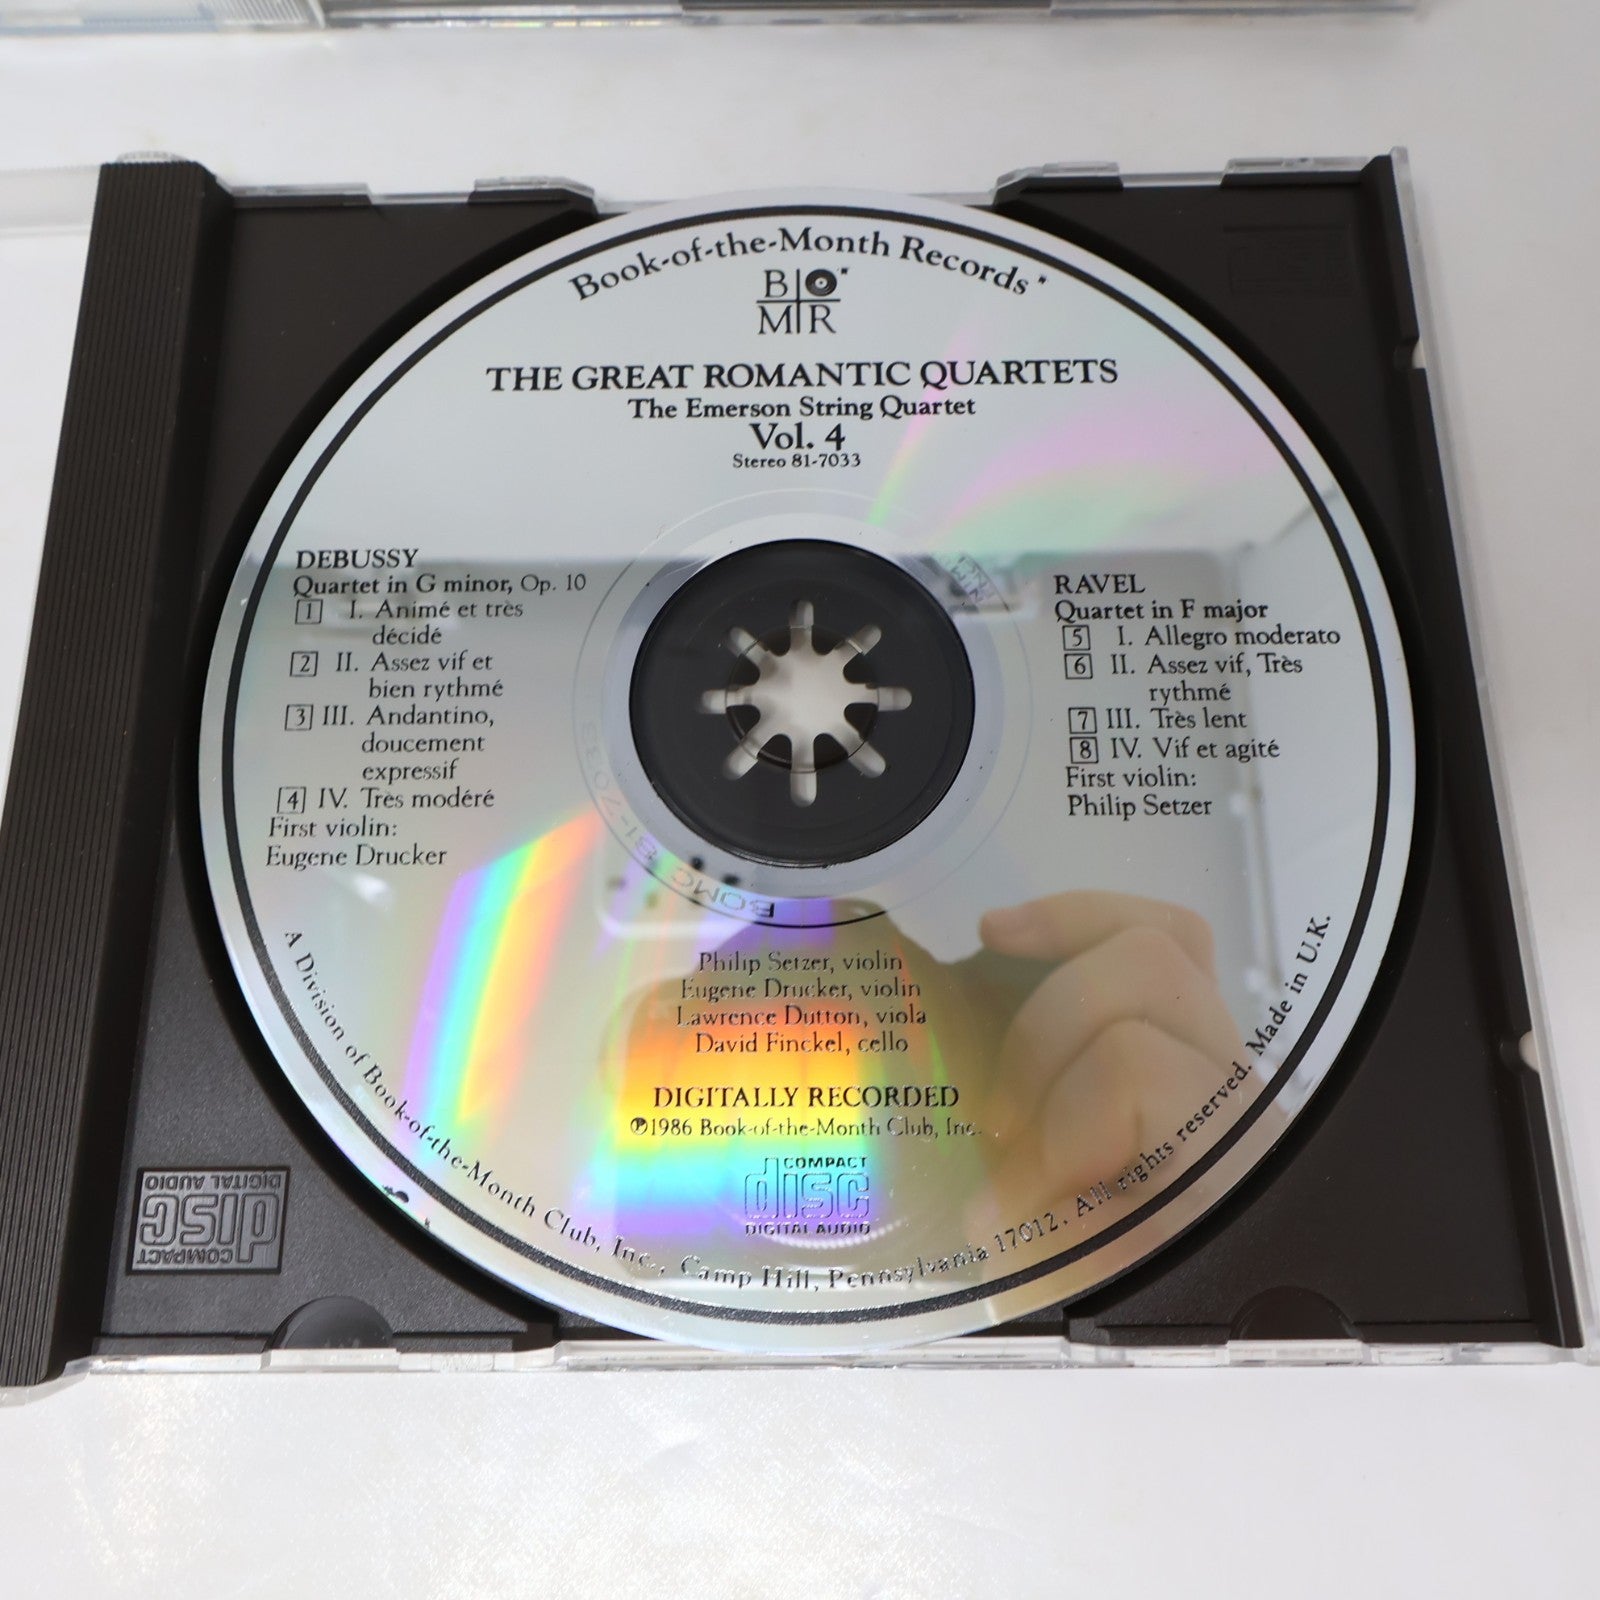 Book-of-the-Month Records
B
M R
THE GREAT ROMANTIC QUARTETS
The Emerson String Quartet
Vol. 4
Stereo 81-7033
DEBUSSY
Quartet in G minor, Op. 10
1 I. Animé et très
décidé
2 II. Assez vif et
bien rythmé
3 III. Andantino,
doucement
expressif
4 IV. Très modéré
First violin:
Eugene Drucker
RAVEL
Quartet in F major
5 I. Allegro moderato
6 II. Assez vif, Très
rythmé
7 III. Très lent
8 IV. Vif et agité
First violin:
Philip Setzer
BOMC 81-7033
Philip Setzer, violin
Eugene Drucker, violin
Lawrence Dutton, viola
David Finckel, cello
DIGITALLY RECORDED
℗1986 Book-of-the-Month Club, Inc.
COMPACT
disc
DIGITAL AUDIO
A Division of Book-of-the-Month Club, Inc., Camp Hill, Pennsylvania 17012. All rights reserved. Made in U.K.
COMPACT
disc
DIGITAL AUDIO